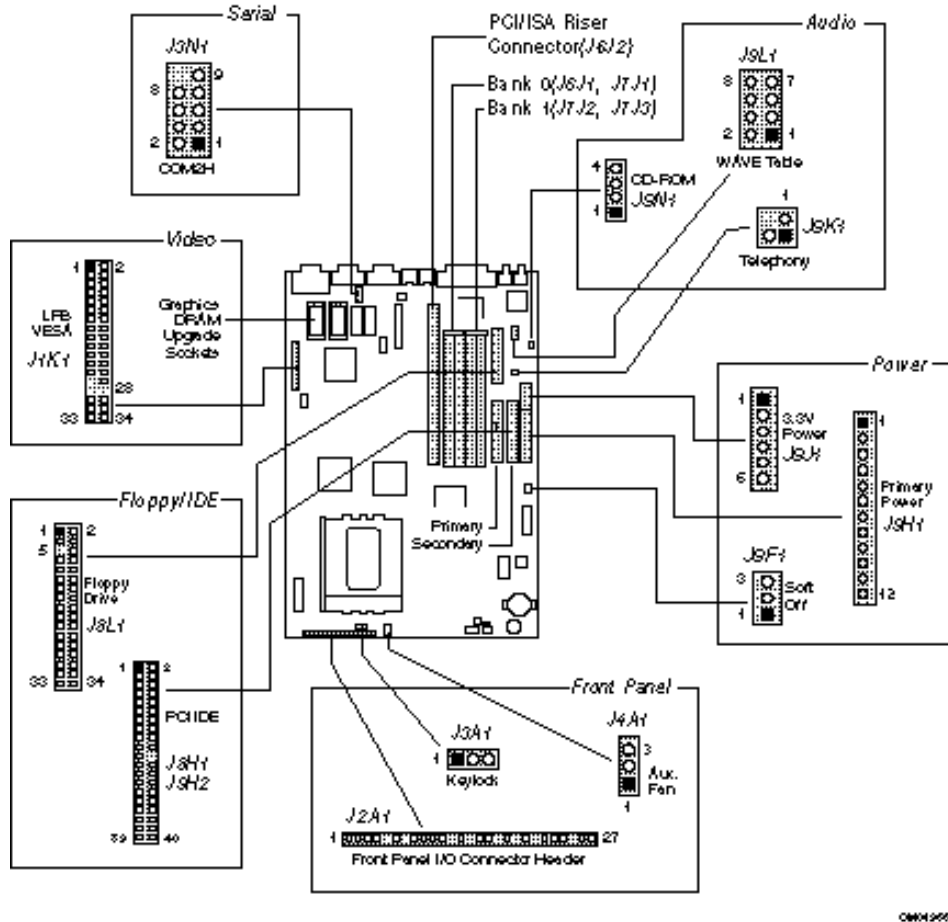 Serial
J3N1
9
8
2
1
COM2H
PCI/ISA Riser
Connector(J6J2)
Bank 0(J6J1, J7J1)
Bank 1(J7J2, J7J3)
Audio
J9L1
8
7
2
1
WAVE Table
4
CD-ROM
J9N1
1
1
J9K1
Telephony
Video
1
2
LFB
VESA
J1K1
28
33
34
Graphics
DRAM
Upgrade
Sockets
Power
1
3.3V
Power
J9J1
6
1
Primary
Power
J9H1
12
J9F1
3
Soft
Off
1
Floppy/IDE
1
2
5
Floppy
Drive
J8L1
33
34
1
2
PCI IDE
J8H1
J9H2
39
40
Primary
Secondary
Front Panel
J3A1
1
Keylock
J4A1
3
Aux.
Fan
1
J2A1
1
27
Front Panel I/O Connector Header